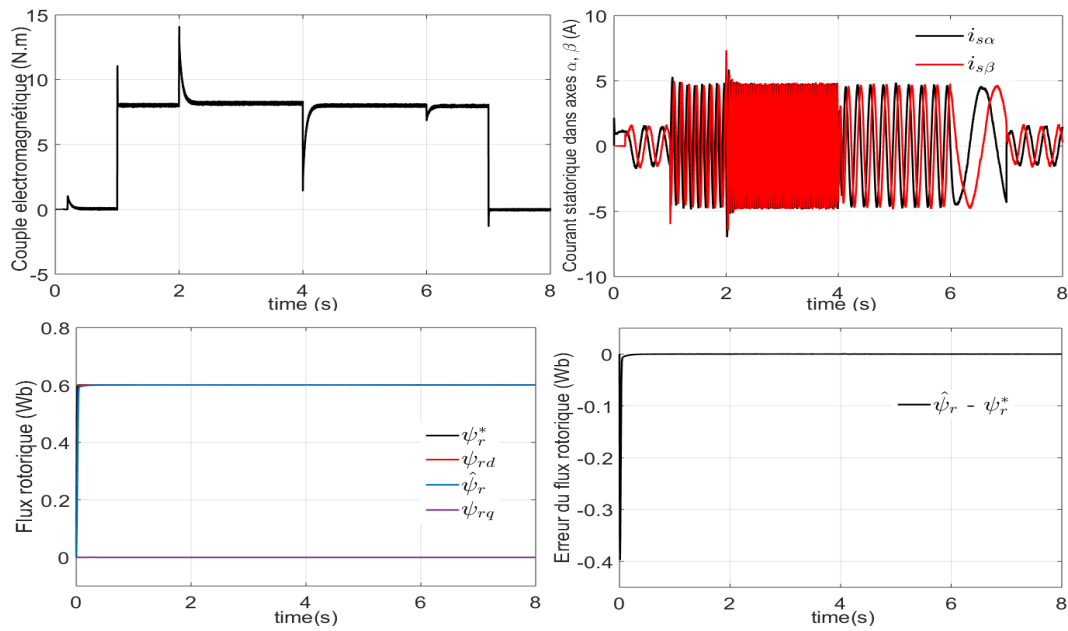 Couple electromagnétique (N.m)
15
10
5
0
-5
0
2
4
6
8
time (s)
Courant statorique dans axes α, β (A)
10
5
0
-5
-10
0
2
4
6
8
time (s)
i_sα
i_sβ
Flux rotorique (Wb)
0.8
0.6
0.4
0.2
0
0
2
4
6
8
time(s)
ψ*_r
ψ_rd
ψ̂_r
ψ_rq
Erreur du flux rotorique (Wb)
0
-0.1
-0.2
-0.3
-0.4
0
2
4
6
8
time(s)
ψ̂_r - ψ*_r